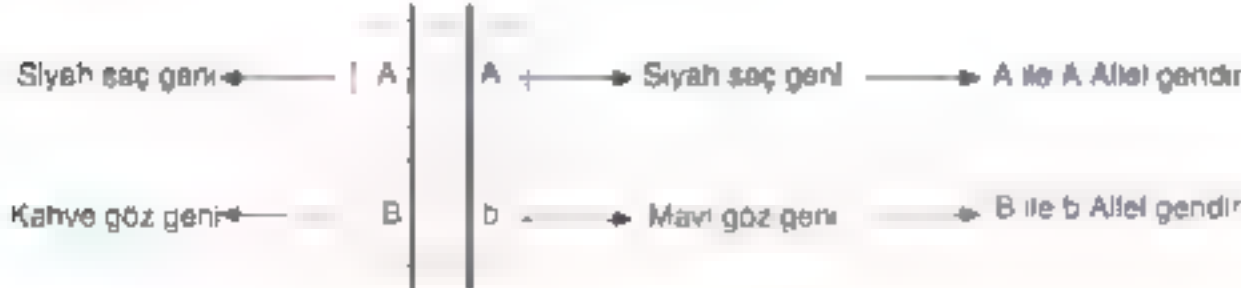 Siyah saç geni A A Siyah saç geni A ile A Allel gendir
Kahve göz geni B b Mavi göz geni B ile b Allel gendir